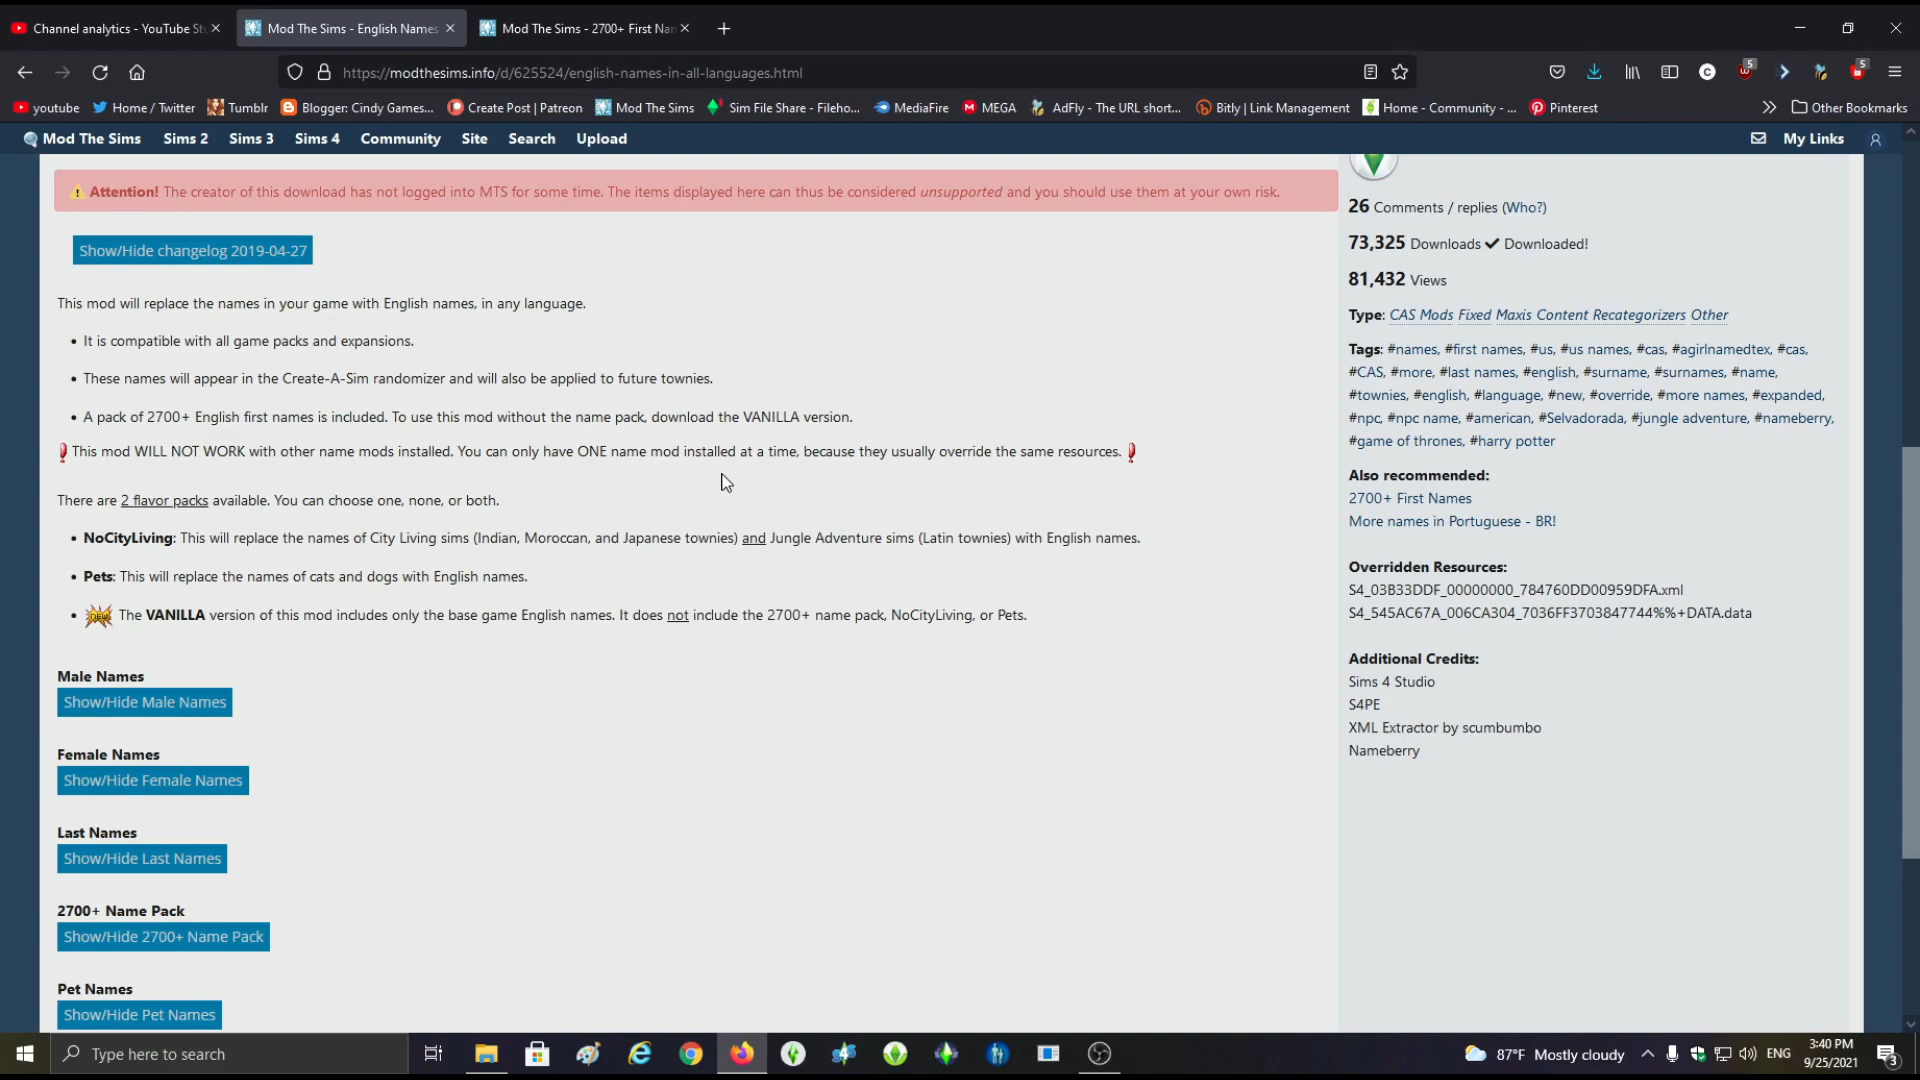 Channel analytics - YouTube St
Mod The Sims - English Names
Mod The Sims - 2700+ First Nam
https://modthesims.info/d/625524/english-names-in-all-languages.html
5
5
youtube
Home / Twitter
Tumblr
Blogger: Cindy Games...
Create Post | Patreon
Mod The Sims
Sim File Share - Fileho...
MediaFire
MEGA
AdFly - The URL short...
Bitly | Link Management
Home - Community - ...
Pinterest
Other Bookmarks
Mod The Sims
Sims 2
Sims 3
Sims 4
Community
Site
Search
Upload
My Links
Attention! The creator of this download has not logged into MTS for some time. The items displayed here can thus be considered unsupported and you should use them at your own risk.
Show/Hide changelog 2019-04-27
This mod will replace the names in your game with English names, in any language.
• It is compatible with all game packs and expansions.
• These names will appear in the Create-A-Sim randomizer and will also be applied to future townies.
• A pack of 2700+ English first names is included. To use this mod without the name pack, download the VANILLA version.
This mod WILL NOT WORK with other name mods installed. You can only have ONE name mod installed at a time, because they usually override the same resources.
There are 2 flavor packs available. You can choose one, none, or both.
• NoCityLiving: This will replace the names of City Living sims (Indian, Moroccan, and Japanese townies) and Jungle Adventure sims (Latin townies) with English names.
• Pets: This will replace the names of cats and dogs with English names.
• NEW The VANILLA version of this mod includes only the base game English names. It does not include the 2700+ name pack, NoCityLiving, or Pets.
Male Names
Show/Hide Male Names
Female Names
Show/Hide Female Names
Last Names
Show/Hide Last Names
2700+ Name Pack
Show/Hide 2700+ Name Pack
Pet Names
Show/Hide Pet Names
26 Comments / replies (Who?)
73,325 Downloads ✔ Downloaded!
81,432 Views
Type: CAS Mods Fixed Maxis Content Recategorizers Other
Tags: #names, #first names, #us, #us names, #cas, #agirlnamedtex, #cas,
#CAS, #more, #last names, #english, #surname, #surnames, #name,
#townies, #english, #language, #new, #override, #more names, #expanded,
#npc, #npc name, #american, #Selvadorada, #jungle adventure, #nameberry,
#game of thrones, #harry potter
Also recommended:
2700+ First Names
More names in Portuguese - BR!
Overridden Resources:
S4_03B33DDF_00000000_784760DD00959DFA.xml
S4_545AC67A_006CA304_7036FF3703847744%%+DATA.data
Additional Credits:
Sims 4 Studio
S4PE
XML Extractor by scumbumbo
Nameberry
Type here to search
87°F Mostly cloudy
ENG
3:40 PM
9/25/2021
3